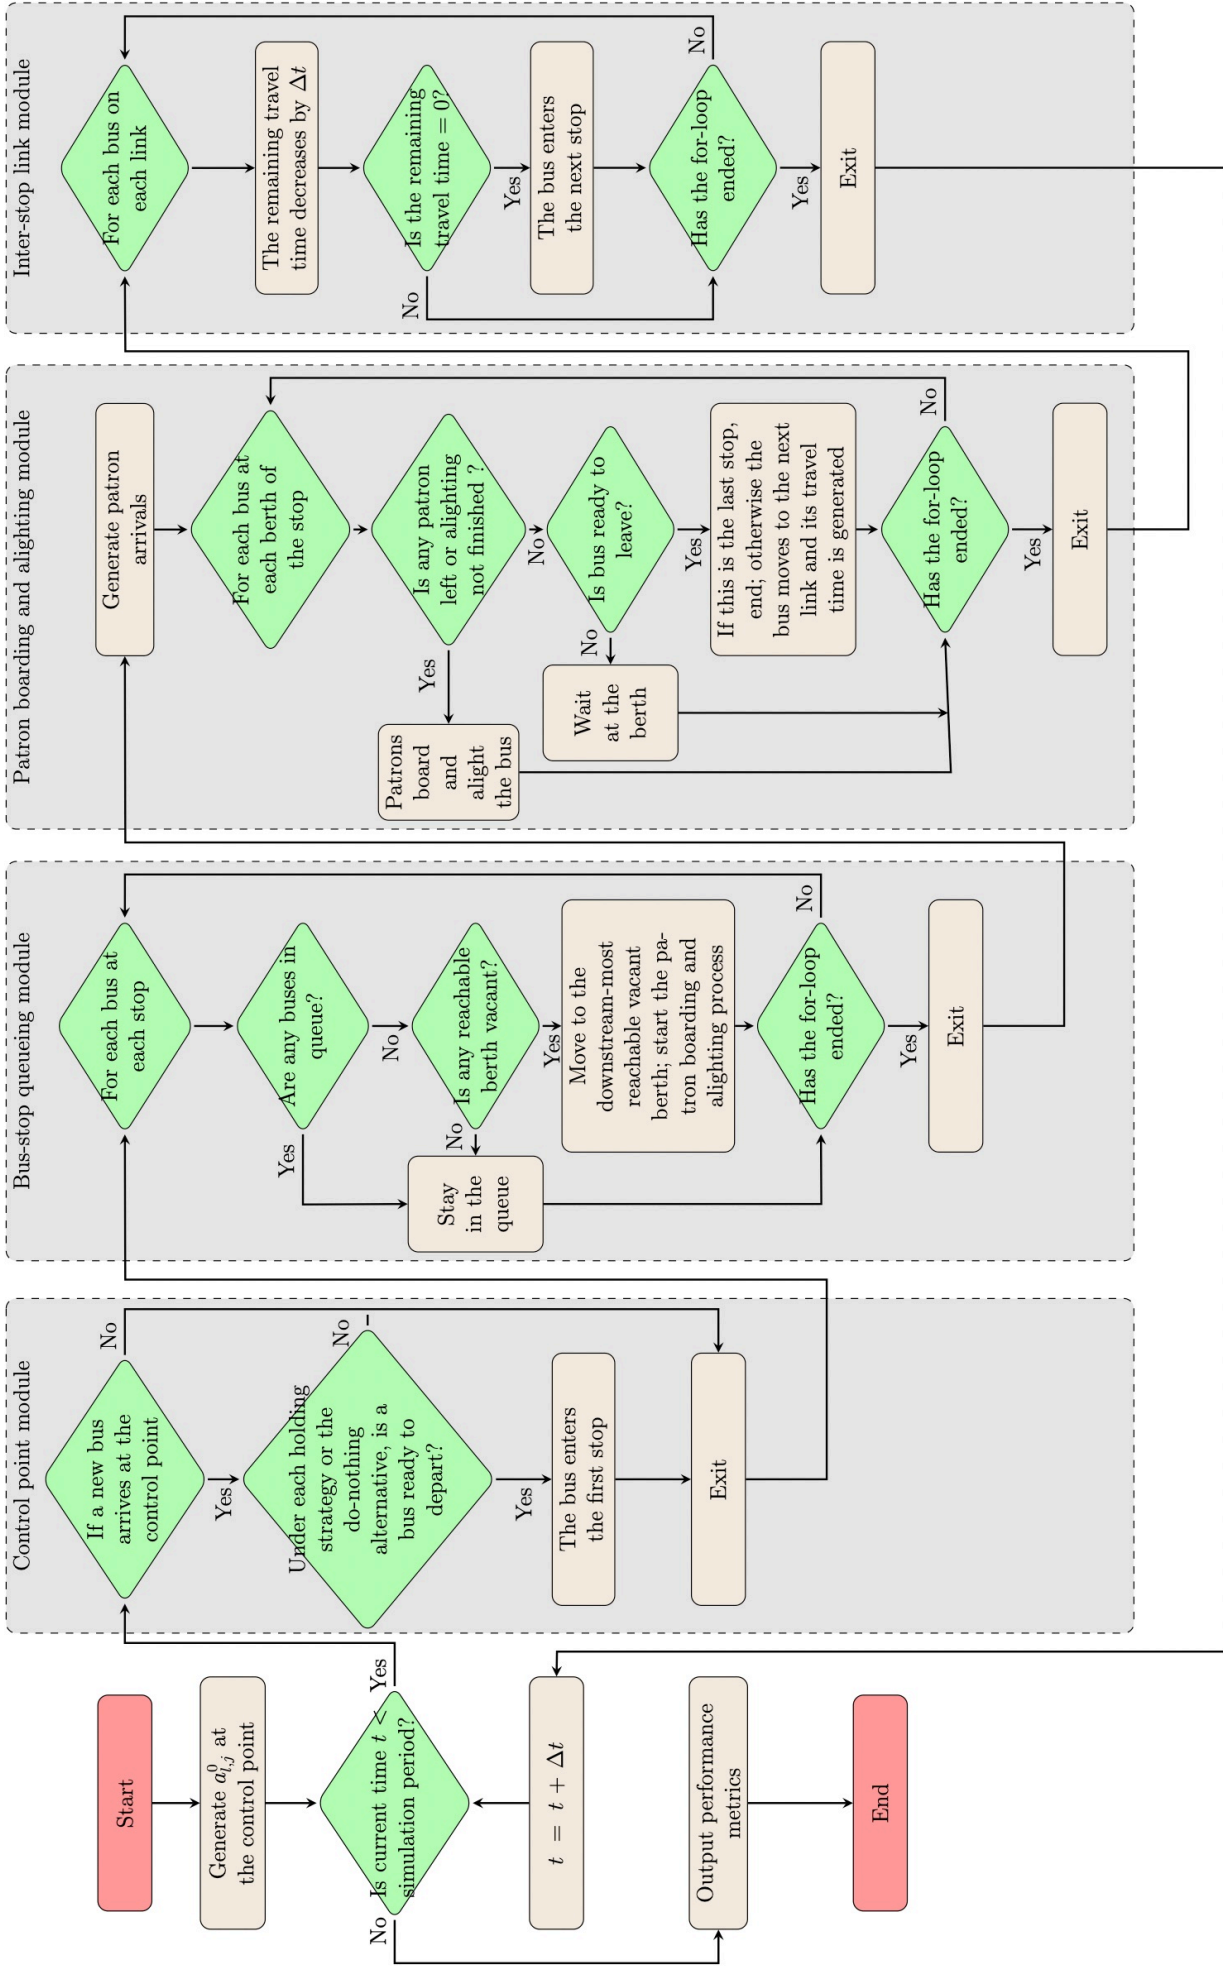 Start
Generate a⁰_{l,j} at
the control point
Is current time t <
simulation period?
Yes
No
t = t + Δt
Output performance
metrics
End
Control point module
If a new bus
arrives at the
control point
No
Yes
Under each holding
strategy or the
do-nothing
alternative, is a
bus ready to
depart?
No
Yes
The bus enters
the first stop
Exit
Bus-stop queueing module
For each bus at
each stop
Are any buses in
queue?
Yes
No
Is any reachable
berth vacant?
No
Yes
Stay
in the
queue
Move to the
downstream-most
reachable vacant
berth; start the pa-
tron boarding and
alighting process
Has the for-loop
ended?
No
Yes
Exit
Patron boarding and alighting module
Generate patron
arrivals
For each bus at
each berth of
the stop
Is any patron
left or alighting
not finished ?
Yes
No
Patrons
board
and
alight
the bus
Is bus ready to
leave?
No
Yes
Wait
at the
berth
If this is the last stop,
end; otherwise the
bus moves to the next
link and its travel
time is generated
Has the for-loop
ended?
No
Yes
Exit
Inter-stop link module
For each bus on
each link
The remaining travel
time decreases by Δt
Is the remaining
travel time = 0?
No
Yes
The bus enters
the next stop
Has the for-loop
ended?
No
Yes
Exit